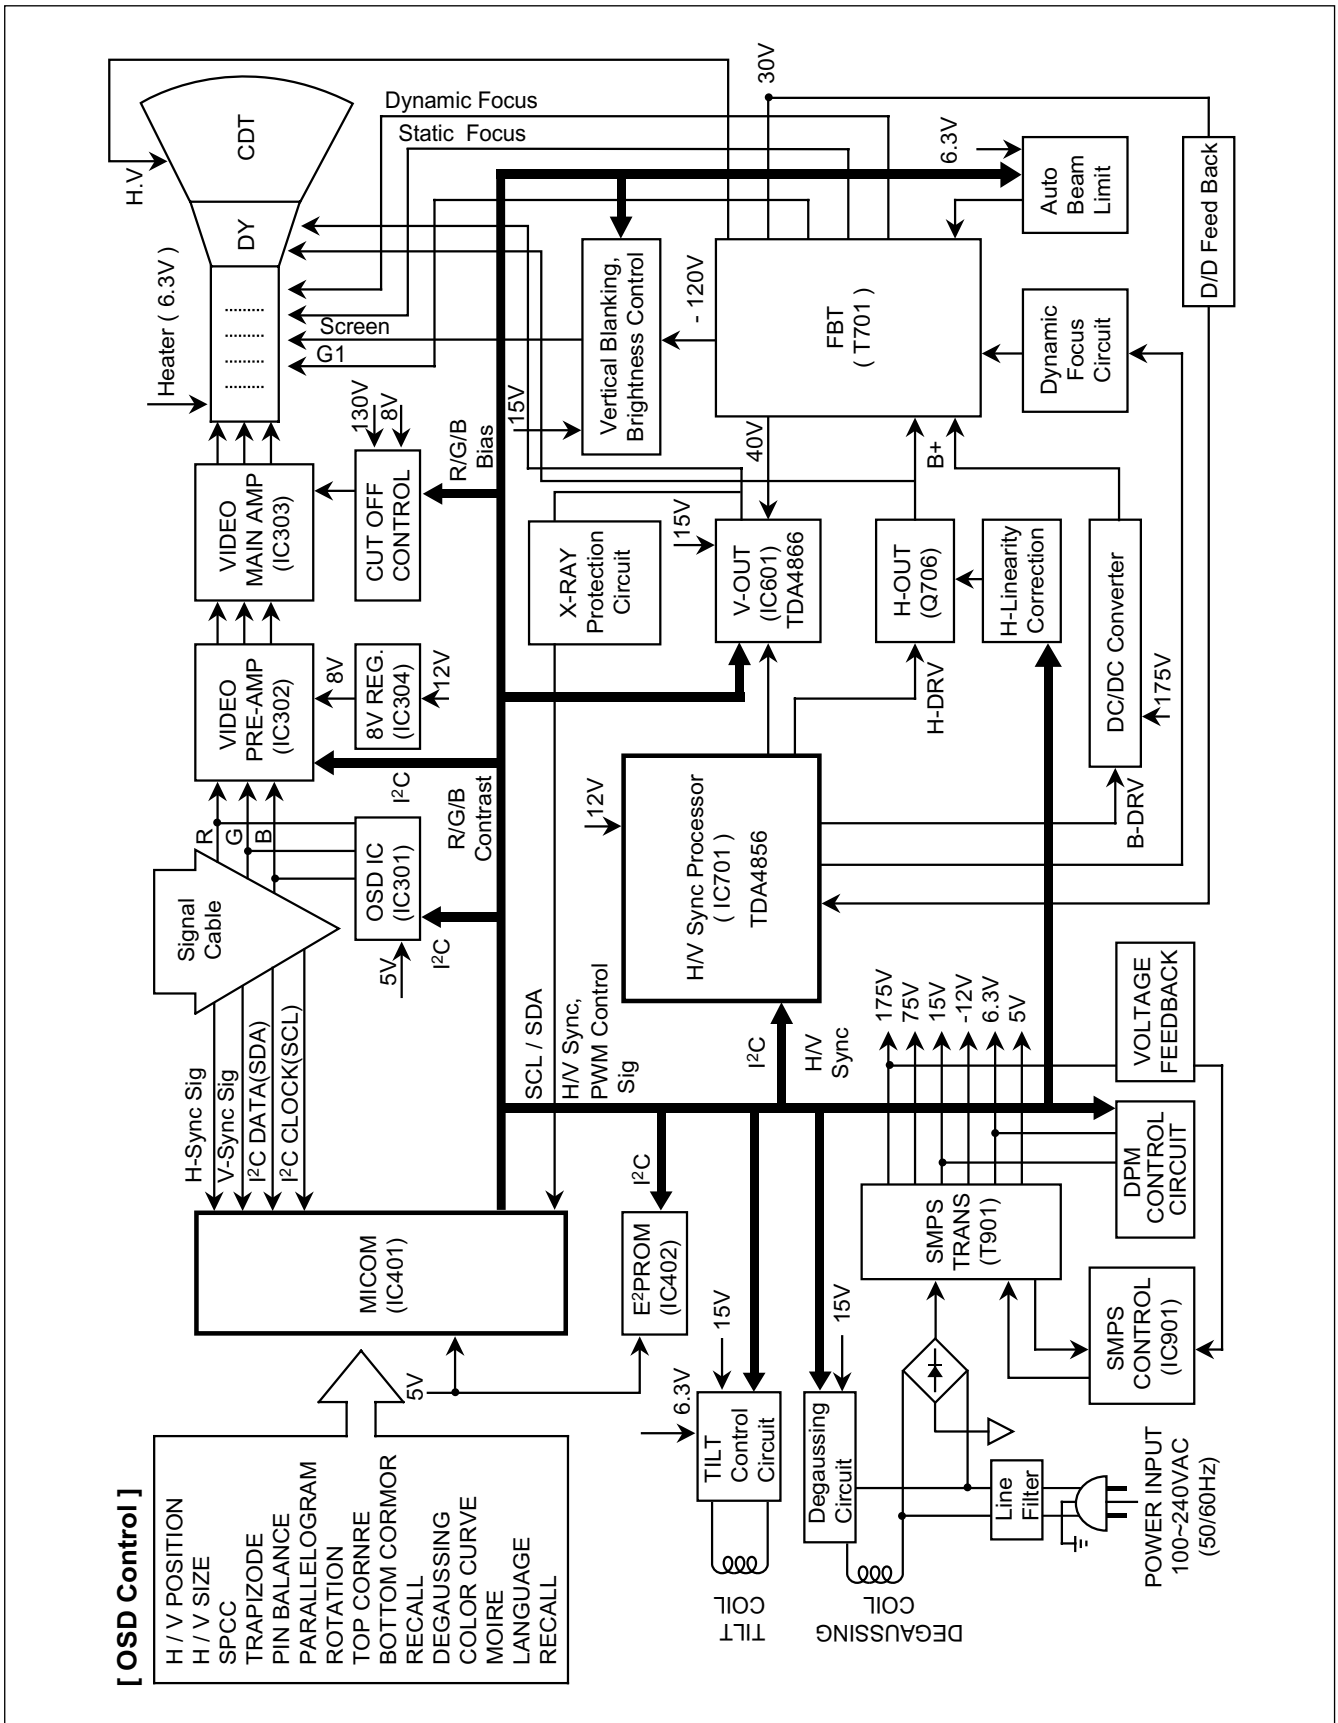 [ OSD Control ]
H / V POSITION
H / V SIZE
SPCC
TRAPIZODE
PIN BALANCE
PARALLELOGRAM
ROTATION
TOP CORNRE
BOTTOM CORMOR
RECALL
DEGAUSSING
COLOR CURVE
MOIRE
LANGUAGE
RECALL
MICOM
(IC401)
5V
H-Sync Sig
V-Sync Sig
I²C DATA(SDA)
I²C CLOCK(SCL)
Signal
Cable
R
G
B
OSD IC
(IC301)
5V
I²C
VIDEO
PRE-AMP
(IC302)
8V
8V REG.
(IC304)
12V
I²C
R/G/B
Contrast
VIDEO
MAIN AMP
(IC303)
CUT OFF
CONTROL
130V
8V
R/G/B
Bias
Heater ( 6.3V )
H.V
DY
CDT
Dynamic Focus
Static Focus
Screen
G1
SCL / SDA
H/V Sync,
PWM Control
Sig
X-RAY
Protection
Circuit
15V
Vertical Blanking,
Brightness Control
- 120V
30V
6.3V
Auto
Beam
Limit
D/D Feed Back
FBT
( T701 )
Dynamic
Focus
Circuit
40V
B+
15V
V-OUT
(IC601)
TDA4866
H-OUT
(Q706)
H-Linearity
Correction
DC/DC Converter
175V
H-DRV
B-DRV
12V
H/V Sync Processor
( IC701 )
TDA4856
I²C
H/V
Sync
I²C
E²PROM
(IC402)
15V
6.3V
TILT
Control
Circuit
TILT
COIL
15V
Degaussing
Circuit
DEGAUSSING
COIL
175V
75V
15V
-12V
6.3V
5V
SMPS
TRANS
(T901)
VOLTAGE
FEEDBACK
DPM
CONTROL
CIRCUIT
SMPS
CONTROL
(IC901)
Line
Filter
POWER INPUT
100~240VAC
(50/60Hz)